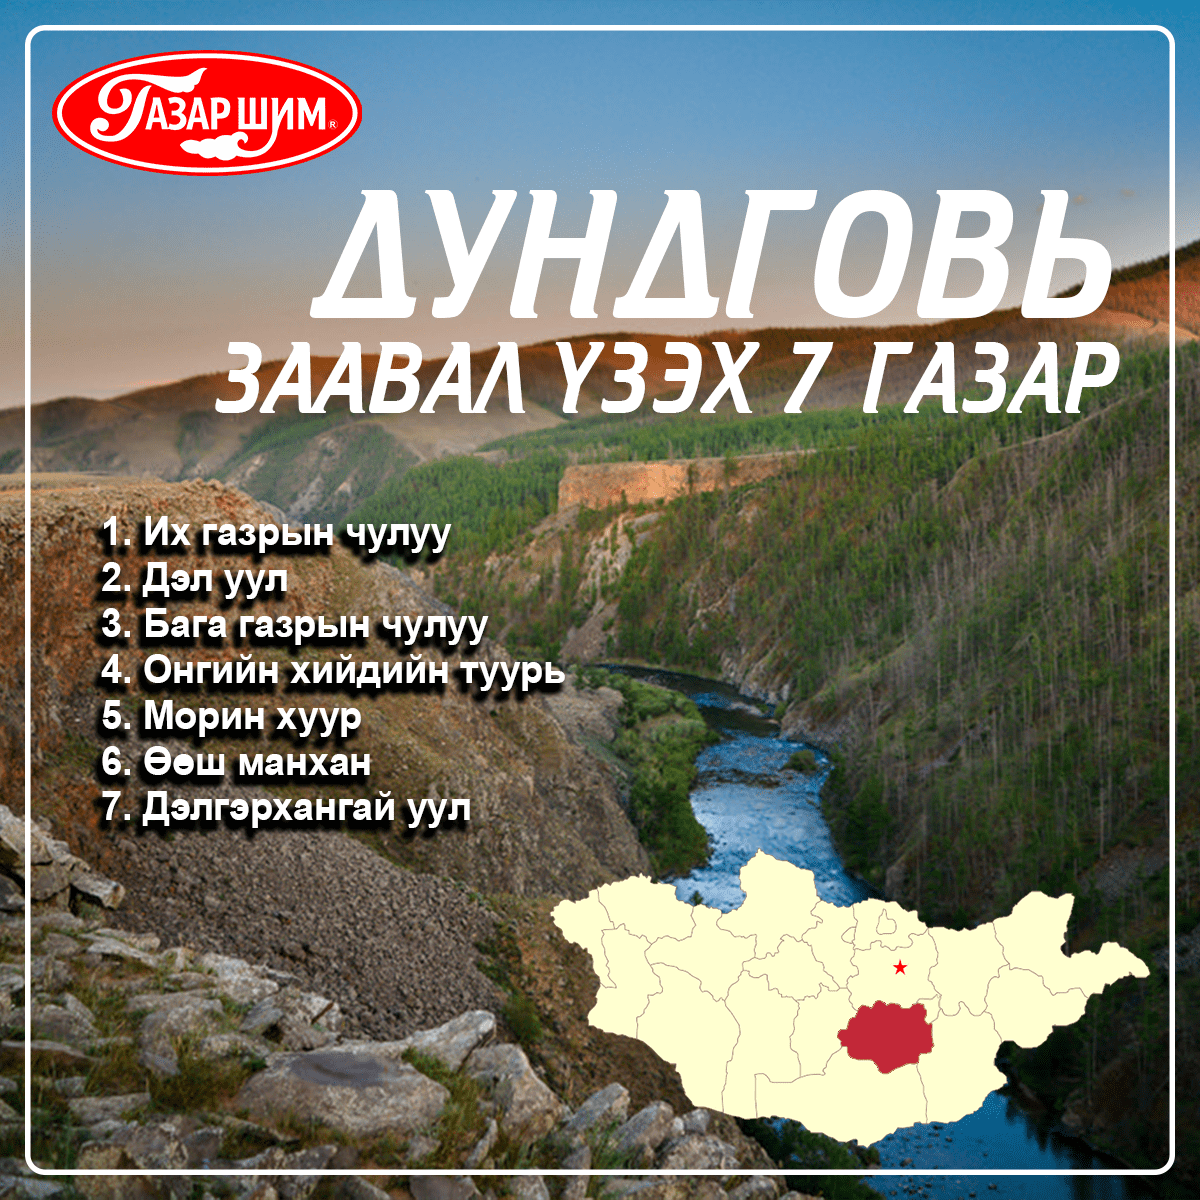 ГАЗАР ШИМ®
ДУНДГОВЬ
ЗААВАЛ ҮЗЭХ 7 ГАЗАР
1. Их газрын чулуу
2. Дэл уул
3. Бага газрын чулуу
4. Онгийн хийдийн туурь
5. Морин хуур
6. Өөш манхан
7. Дэлгэрхангай уул